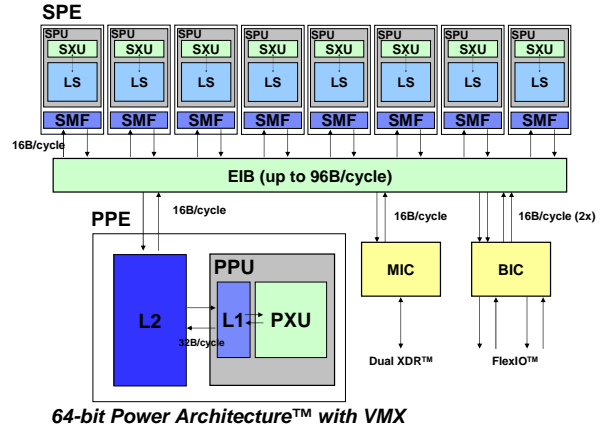 SPE
SPU SPU SPU SPU SPU SPU SPU SPU
SXU SXU SXU SXU SXU SXU SXU SXU
LS LS LS LS LS LS LS LS
SMF SMF SMF SMF SMF SMF SMF SMF
16B/cycle
EIB (up to 96B/cycle)
16B/cycle 16B/cycle 16B/cycle (2x)
PPE
PPU
MIC BIC
L2 L1 PXU
32B/cycle
Dual XDR™ FlexIO™
64-bit Power Architecture™ with VMX